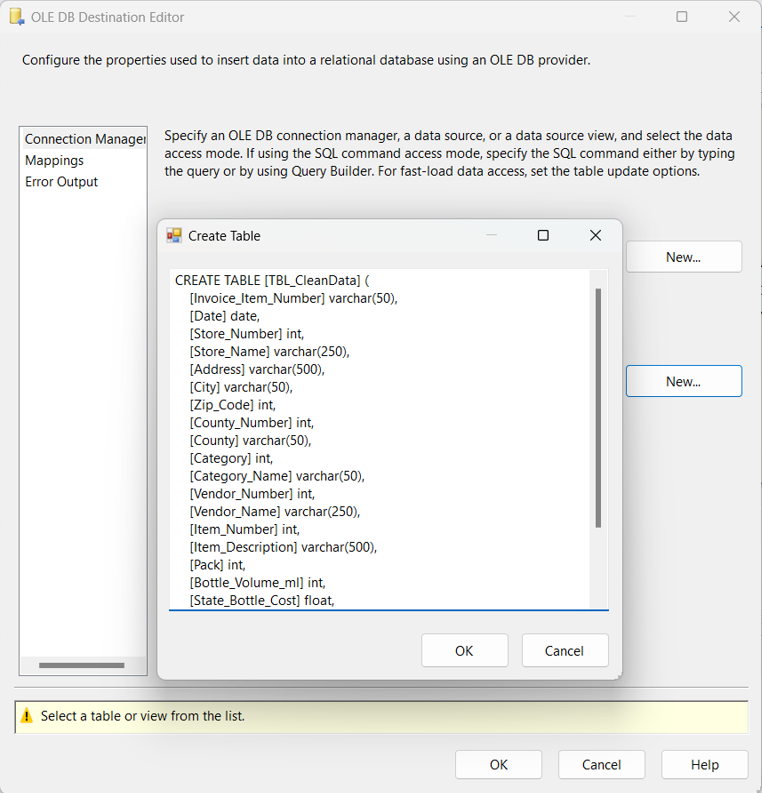 OLE DB Destination Editor
Configure the properties used to insert data into a relational database using an OLE DB provider.
Connection Manager
Mappings
Error Output
Specify an OLE DB connection manager, a data source, or a data source view, and select the data
access mode. If using the SQL command access mode, specify the SQL command either by typing
the query or by using Query Builder. For fast-load data access, set the table update options.
New...
New...
Create Table
CREATE TABLE [TBL_CleanData] (
[Invoice_Item_Number] varchar(50),
[Date] date,
[Store_Number] int,
[Store_Name] varchar(250),
[Address] varchar(500),
[City] varchar(50),
[Zip_Code] int,
[County_Number] int,
[County] varchar(50),
[Category] int,
[Category_Name] varchar(50),
[Vendor_Number] int,
[Vendor_Name] varchar(250),
[Item_Number] int,
[Item_Description] varchar(500),
[Pack] int,
[Bottle_Volume_ml] int,
[State_Bottle_Cost] float,
OK
Cancel
Select a table or view from the list.
OK
Cancel
Help